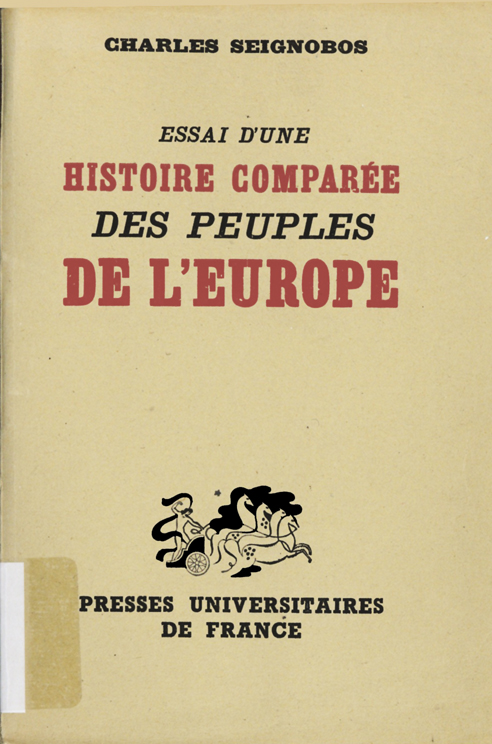 CHARLES SEIGNOBOS
ESSAI D'UNE
HISTOIRE COMPARÉE
DES PEUPLES
DE L'EUROPE
PRESSES UNIVERSITAIRES
DE FRANCE